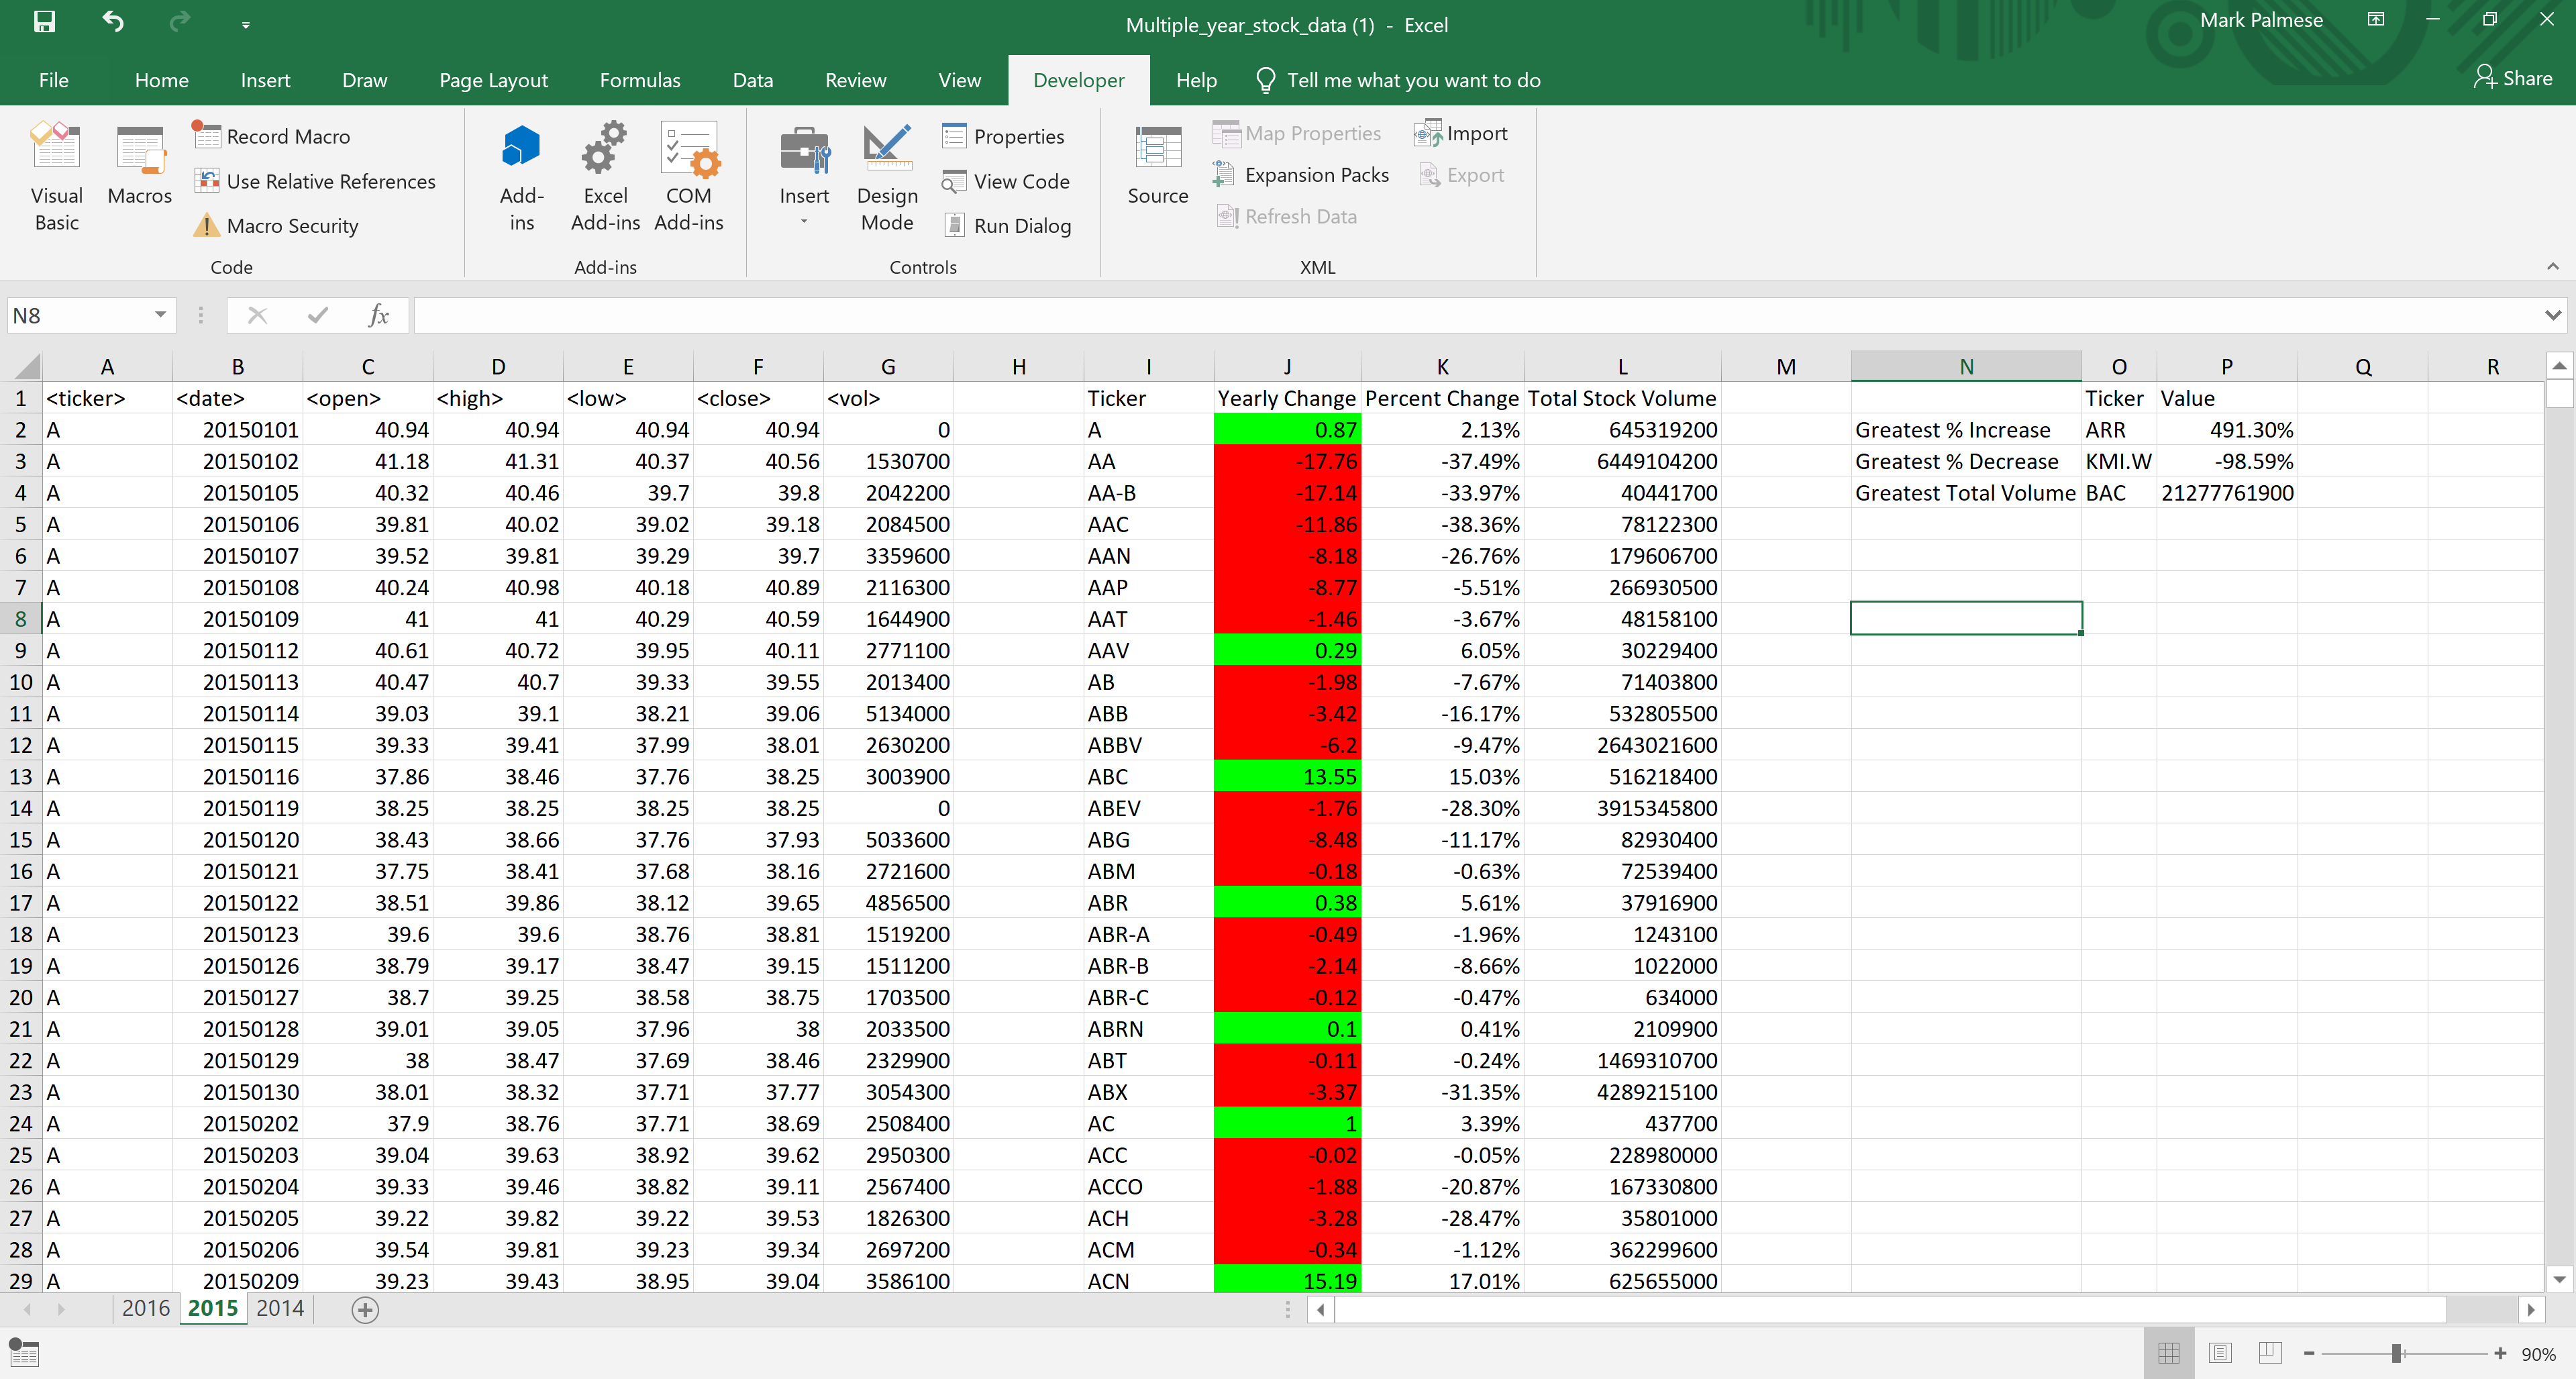 Multiple_year_stock_data (1) - Excel
Mark Palmese
File Home Insert Draw Page Layout Formulas Data Review View Developer Help Tell me what you want to do Share
Visual Basic
Macros
Record Macro
Use Relative References
Macro Security
Code
Add-ins
Excel Add-ins
COM Add-ins
Add-ins
Insert
Design Mode
Properties
View Code
Run Dialog
Controls
Source
Map Properties
Expansion Packs
Refresh Data
Import
Export
XML
N8 fx
A B C D E F G H I J K L M N O P Q R
1 <ticker> <date> <open> <high> <low> <close> <vol> Ticker Yearly Change Percent Change Total Stock Volume Ticker Value
2 A 20150101 40.94 40.94 40.94 40.94 0 A 0.87 2.13% 645319200 Greatest % Increase ARR 491.30%
3 A 20150102 41.18 41.31 40.37 40.56 1530700 AA -17.76 -37.49% 6449104200 Greatest % Decrease KMI.W -98.59%
4 A 20150105 40.32 40.46 39.7 39.8 2042200 AA-B -17.14 -33.97% 40441700 Greatest Total Volume BAC 21277761900
5 A 20150106 39.81 40.02 39.02 39.18 2084500 AAC -11.86 -38.36% 78122300
6 A 20150107 39.52 39.81 39.29 39.7 3359600 AAN -8.18 -26.76% 179606700
7 A 20150108 40.24 40.98 40.18 40.89 2116300 AAP -8.77 -5.51% 266930500
8 A 20150109 41 41 40.29 40.59 1644900 AAT -1.46 -3.67% 48158100
9 A 20150112 40.61 40.72 39.95 40.11 2771100 AAV 0.29 6.05% 30229400
10 A 20150113 40.47 40.7 39.33 39.55 2013400 AB -1.98 -7.67% 71403800
11 A 20150114 39.03 39.1 38.21 39.06 5134000 ABB -3.42 -16.17% 532805500
12 A 20150115 39.33 39.41 37.99 38.01 2630200 ABBV -6.2 -9.47% 2643021600
13 A 20150116 37.86 38.46 37.76 38.25 3003900 ABC 13.55 15.03% 516218400
14 A 20150119 38.25 38.25 38.25 38.25 0 ABEV -1.76 -28.30% 3915345800
15 A 20150120 38.43 38.66 37.76 37.93 5033600 ABG -8.48 -11.17% 82930400
16 A 20150121 37.75 38.41 37.68 38.16 2721600 ABM -0.18 -0.63% 72539400
17 A 20150122 38.51 39.86 38.12 39.65 4856500 ABR 0.38 5.61% 37916900
18 A 20150123 39.6 39.6 38.76 38.81 1519200 ABR-A -0.49 -1.96% 1243100
19 A 20150126 38.79 39.17 38.47 39.15 1511200 ABR-B -2.14 -8.66% 1022000
20 A 20150127 38.7 39.25 38.58 38.75 1703500 ABR-C -0.12 -0.47% 634000
21 A 20150128 39.01 39.05 37.96 38 2033500 ABRN 0.1 0.41% 2109900
22 A 20150129 38 38.47 37.69 38.46 2329900 ABT -0.11 -0.24% 1469310700
23 A 20150130 38.01 38.32 37.71 37.77 3054300 ABX -3.37 -31.35% 4289215100
24 A 20150202 37.9 38.76 37.71 38.69 2508400 AC 1 3.39% 437700
25 A 20150203 39.04 39.63 38.92 39.62 2950300 ACC -0.02 -0.05% 228980000
26 A 20150204 39.33 39.46 38.82 39.11 2567400 ACCO -1.88 -20.87% 167330800
27 A 20150205 39.22 39.82 39.22 39.53 1826300 ACH -3.28 -28.47% 35801000
28 A 20150206 39.54 39.81 39.23 39.34 2697200 ACM -0.34 -1.12% 362299600
29 A 20150209 39.23 39.43 38.95 39.04 3586100 ACN 15.19 17.01% 625655000
2016 2015 2014
90%